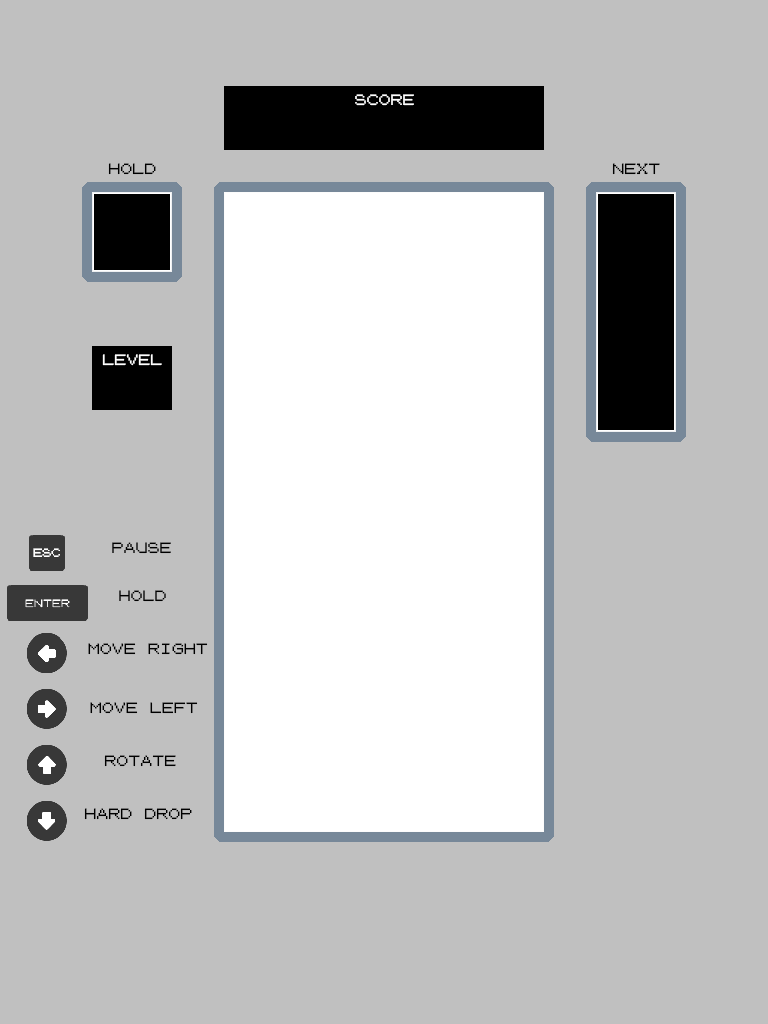 SCORE
HOLD
NEXT
LEVEL
ESC PAUSE
ENTER HOLD
MOVE RIGHT
MOVE LEFT
ROTATE
HARD DROP